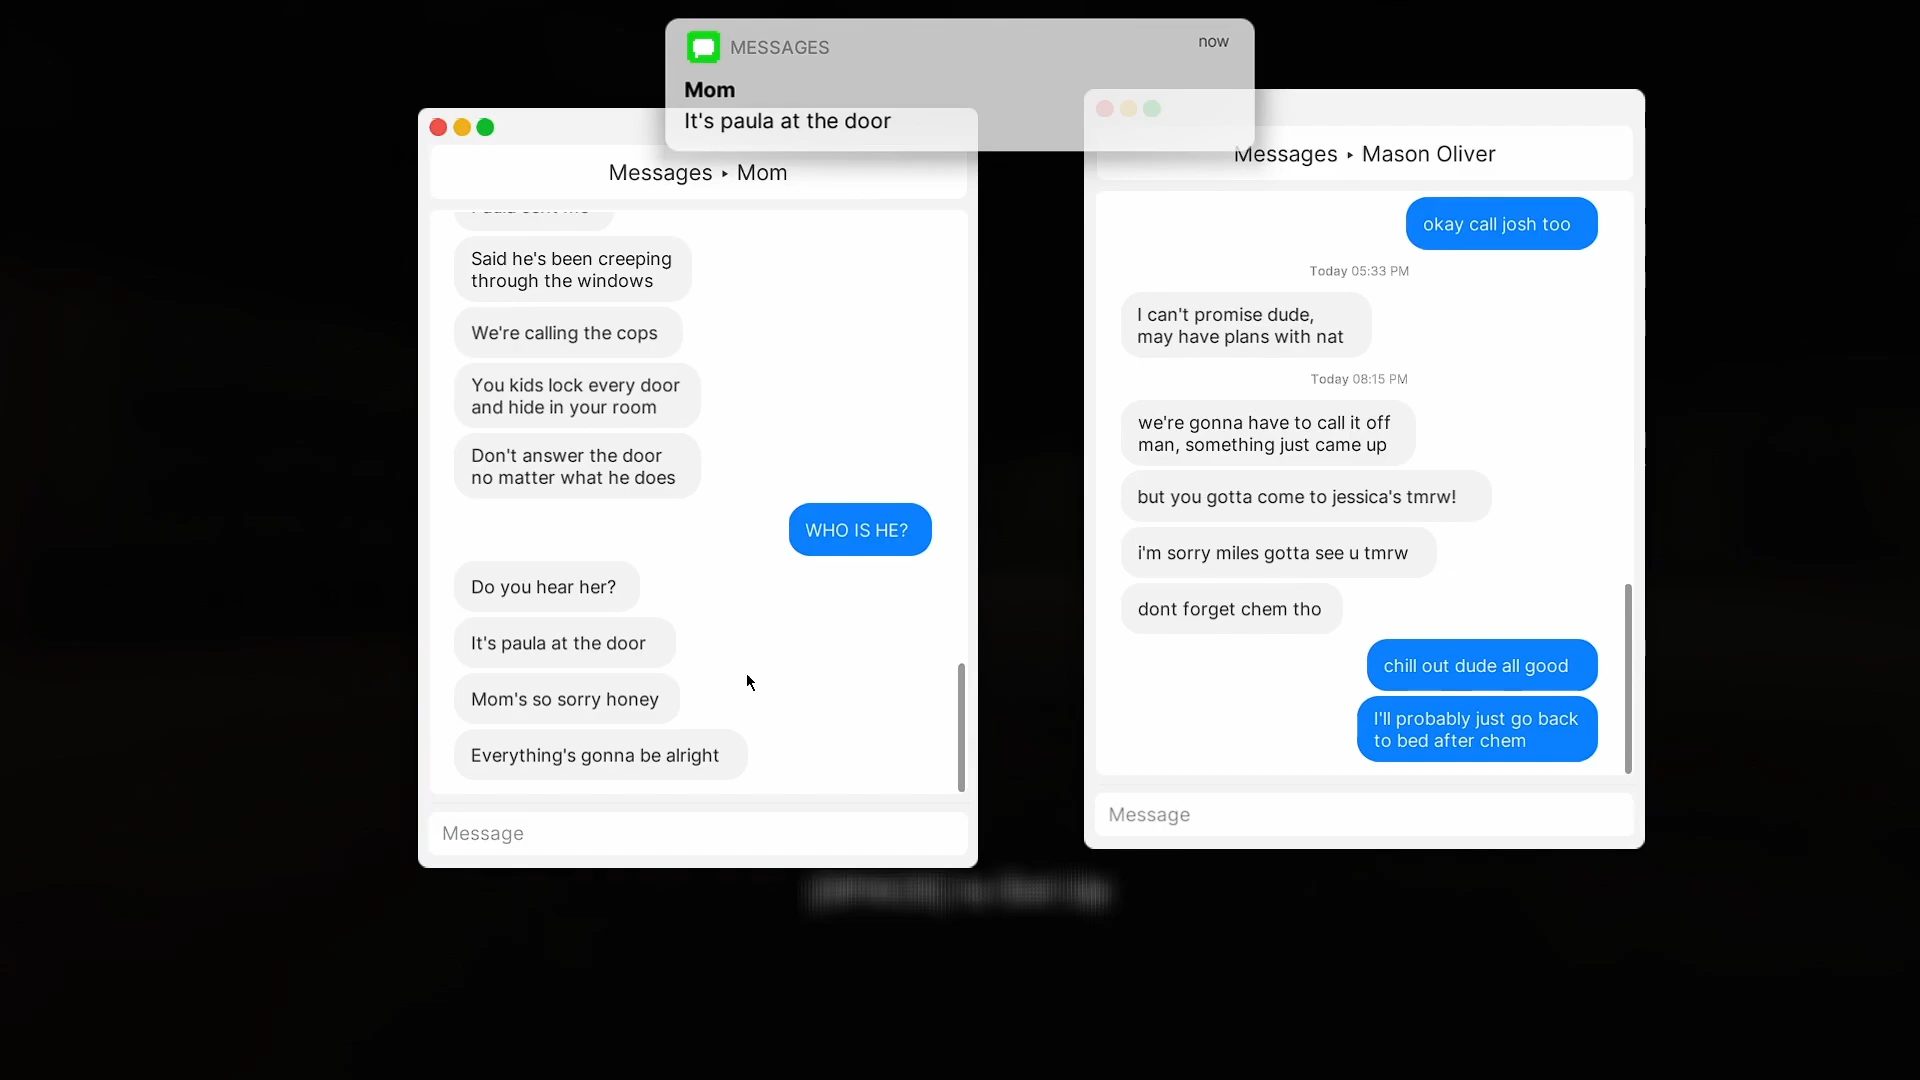 MESSAGES
now
Mom
It's paula at the door
Messages ▸ Mom
Said he's been creeping
through the windows
We're calling the cops
You kids lock every door
and hide in your room
Don't answer the door
no matter what he does
WHO IS HE?
Do you hear her?
It's paula at the door
Mom's so sorry honey
Everything's gonna be alright
Message
Messages ▸ Mason Oliver
okay call josh too
Today 05:33 PM
I can't promise dude,
may have plans with nat
Today 08:15 PM
we're gonna have to call it off
man, something just came up
but you gotta come to jessica's tmrw!
i'm sorry miles gotta see u tmrw
dont forget chem tho
chill out dude all good
I'll probably just go back
to bed after chem
Message